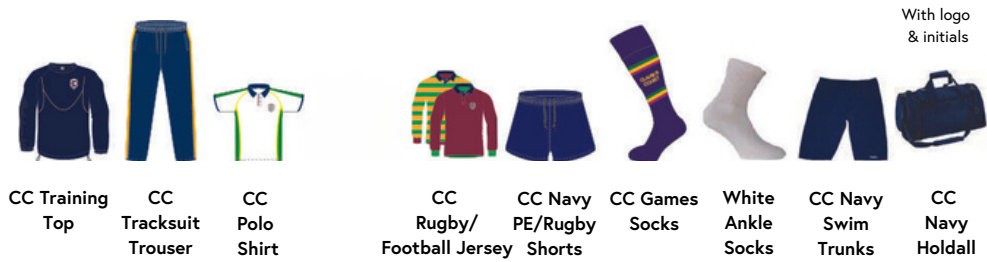 With logo
& initials
CC Training
Top
CC
Tracksuit
Trouser
CC
Polo
Shirt
CC
Rugby/
Football Jersey
CC Navy
PE/Rugby
Shorts
CC Games
Socks
White
Ankle
Socks
CC Navy
Swim
Trunks
CC
Navy
Holdall